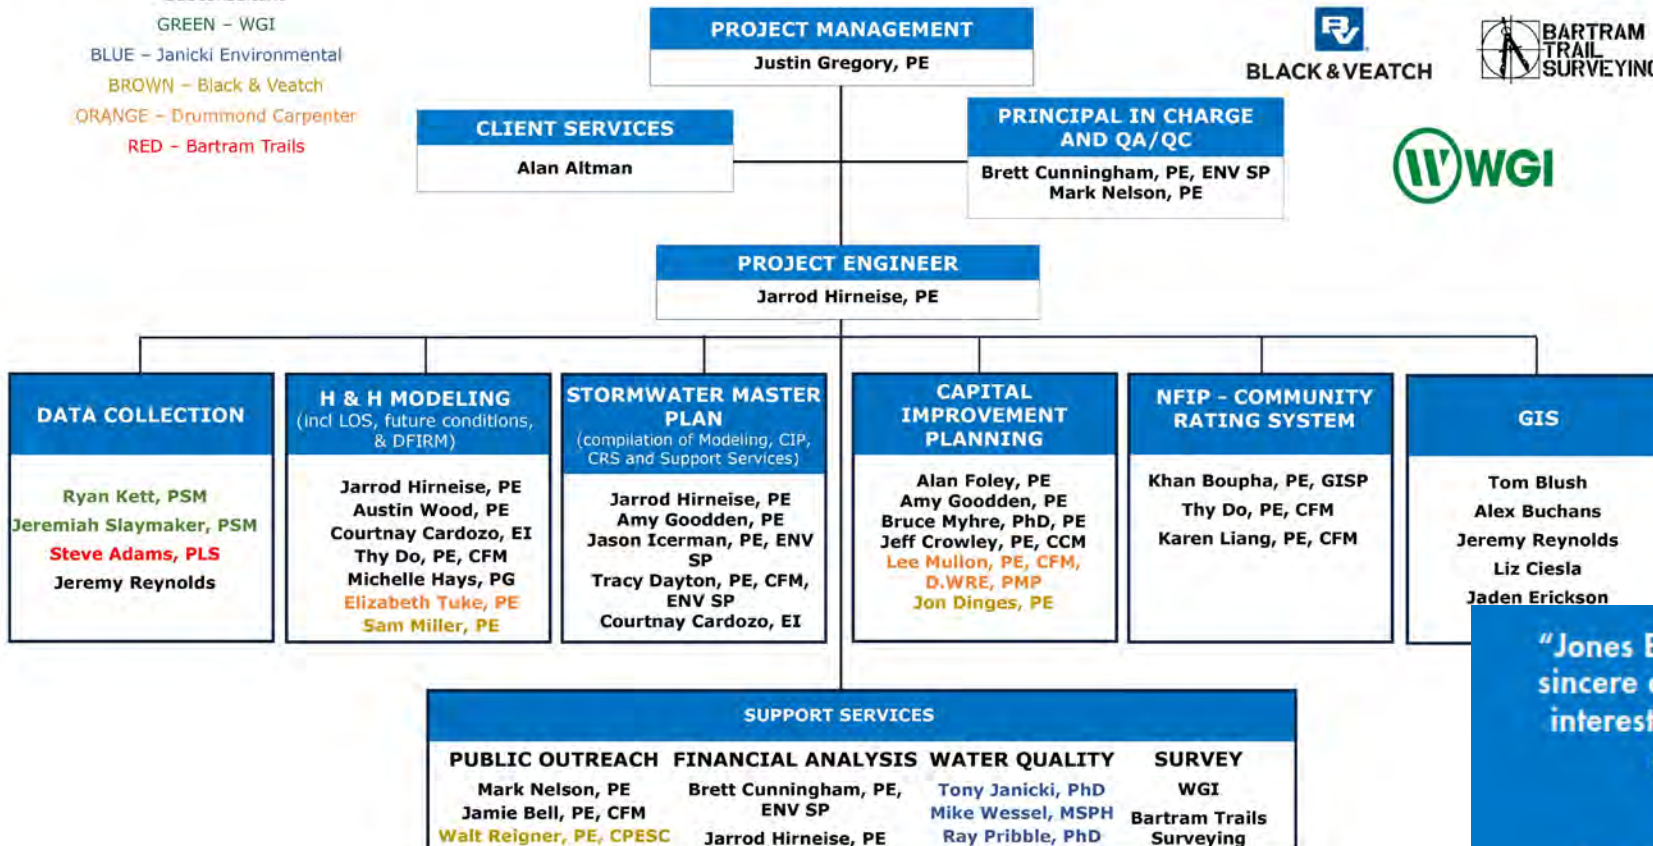 GREEN – WGI
BLUE – Janicki Environmental
BROWN – Black & Veatch
ORANGE – Drummond Carpenter
RED – Bartram Trails
PROJECT MANAGEMENT
Justin Gregory, PE
BLACK & VEATCH
BARTRAM
TRAIL
SURVEYING
CLIENT SERVICES
Alan Altman
PRINCIPAL IN CHARGE
AND QA/QC
Brett Cunningham, PE, ENV SP
Mark Nelson, PE
WGI
PROJECT ENGINEER
Jarrod Hirneise, PE
DATA COLLECTION
Ryan Kett, PSM
Jeremiah Slaymaker, PSM
Steve Adams, PLS
Jeremy Reynolds
H & H MODELING
(incl LOS, future conditions,
& DFIRM)
Jarrod Hirneise, PE
Austin Wood, PE
Courtnay Cardozo, EI
Thy Do, PE, CFM
Michelle Hays, PG
Elizabeth Tuke, PE
Sam Miller, PE
STORMWATER MASTER
PLAN
(compilation of Modeling, CIP,
CRS and Support Services)
Jarrod Hirneise, PE
Amy Goodden, PE
Jason Icerman, PE, ENV
SP
Tracy Dayton, PE, CFM,
ENV SP
Courtnay Cardozo, EI
CAPITAL
IMPROVEMENT
PLANNING
Alan Foley, PE
Amy Goodden, PE
Bruce Myhre, PhD, PE
Jeff Crowley, PE, CCM
Lee Mullon, PE, CFM,
D.WRE, PMP
Jon Dinges, PE
NFIP – COMMUNITY
RATING SYSTEM
Khan Boupha, PE, GISP
Thy Do, PE, CFM
Karen Liang, PE, CFM
GIS
Tom Blush
Alex Buchans
Jeremy Reynolds
Liz Ciesla
Jaden Erickson
"Jones E
sincere
interest
SUPPORT SERVICES
PUBLIC OUTREACH
Mark Nelson, PE
Jamie Bell, PE, CFM
Walt Reigner, PE, CPESC
FINANCIAL ANALYSIS
Brett Cunningham, PE,
ENV SP
Jarrod Hirneise, PE
WATER QUALITY
Tony Janicki, PhD
Mike Wessel, MSPH
Ray Pribble, PhD
SURVEY
WGI
Bartram Trails
Surveying